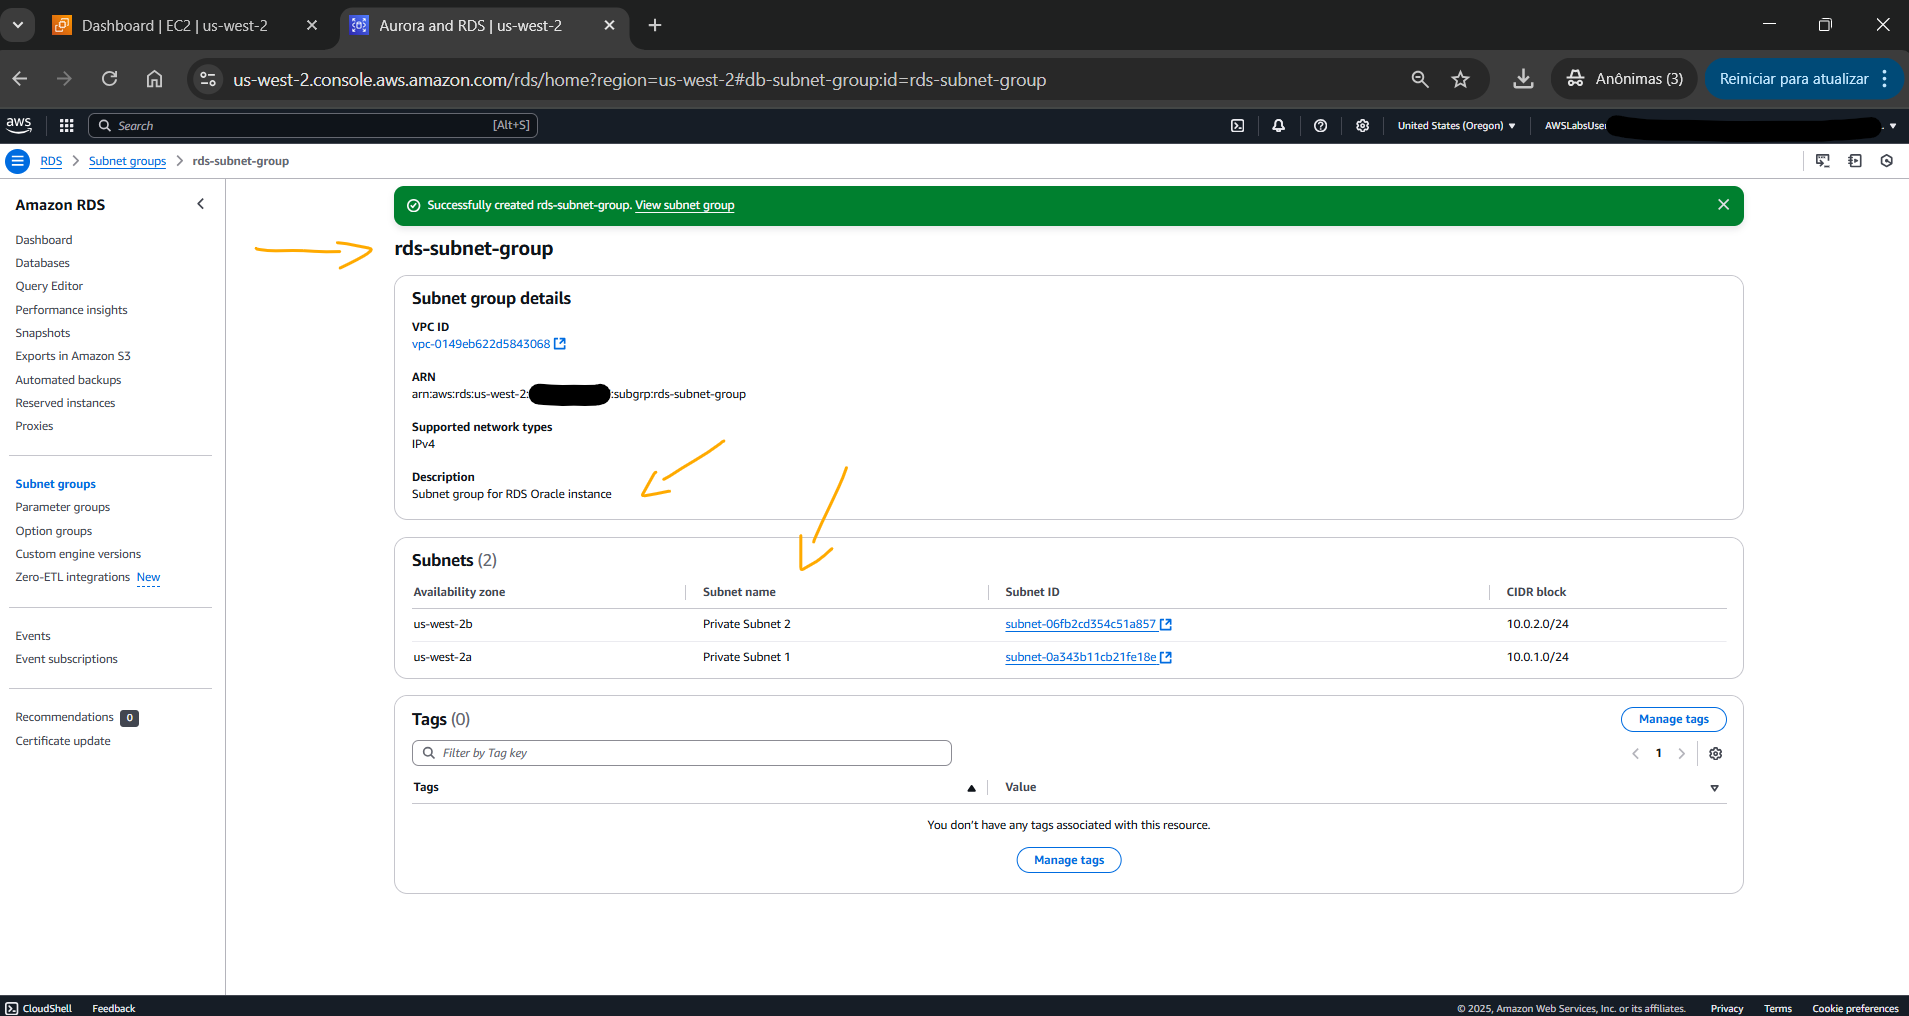 Dashboard | EC2 | us-west-2
Aurora and RDS | us-west-2
us-west-2.console.aws.amazon.com/rds/home?region=us-west-2#db-subnet-group:id=rds-subnet-group
Anônimas (3)
Reiniciar para atualizar
aws
Search
[Alt+S]
United States (Oregon)
AWSLabsUser
RDS
Subnet groups
rds-subnet-group
Amazon RDS
Dashboard
Databases
Query Editor
Performance insights
Snapshots
Exports in Amazon S3
Automated backups
Reserved instances
Proxies
Subnet groups
Parameter groups
Option groups
Custom engine versions
Zero-ETL integrations New
Events
Event subscriptions
Recommendations 0
Certificate update
Successfully created rds-subnet-group. View subnet group
rds-subnet-group
Subnet group details
VPC ID
vpc-0149eb622d5843068
ARN
arn:aws:rds:us-west-2: :subgrp:rds-subnet-group
Supported network types
IPv4
Description
Subnet group for RDS Oracle instance
Subnets (2)
Availability zone Subnet name Subnet ID CIDR block
us-west-2b Private Subnet 2 subnet-06fb2cd354c51a857 10.0.2.0/24
us-west-2a Private Subnet 1 subnet-0a343b11cb21fe18e 10.0.1.0/24
Tags (0)
Manage tags
Filter by Tag key
1
Tags Value
You don't have any tags associated with this resource.
Manage tags
CloudShell Feedback
© 2025, Amazon Web Services, Inc. or its affiliates. Privacy Terms Cookie preferences